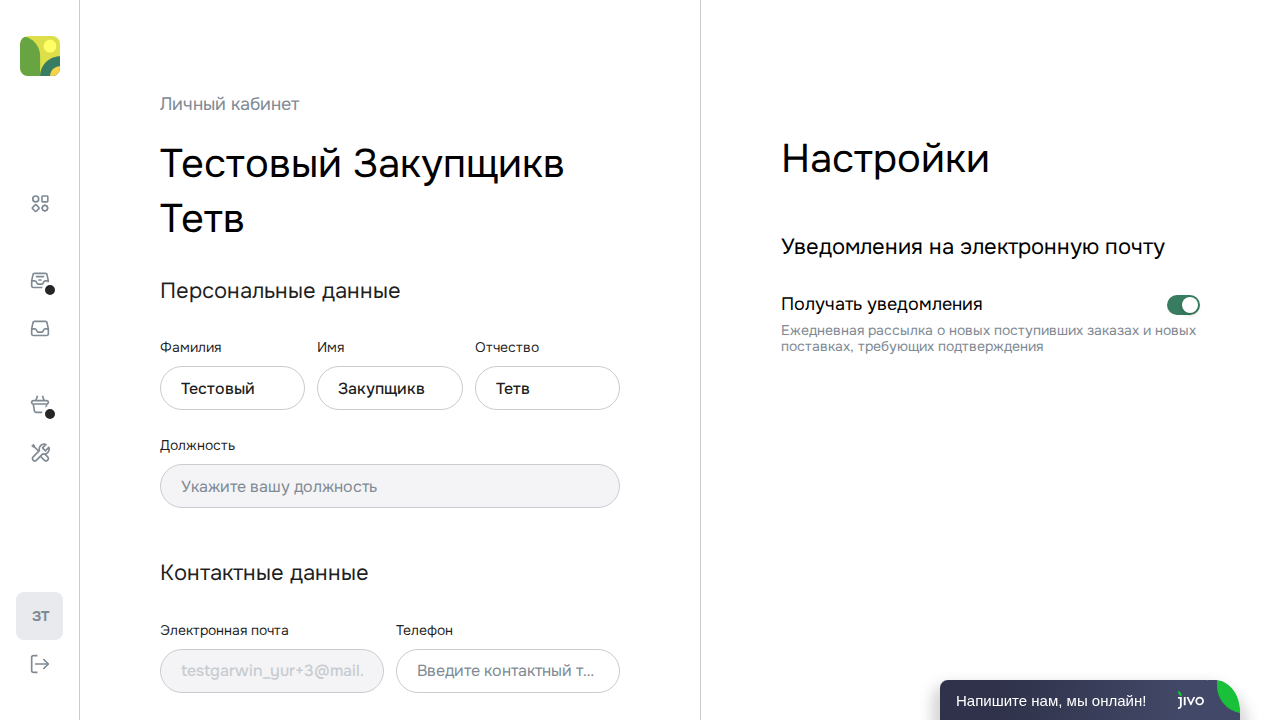 Личный кабинет
Тестовый Закупщикв
Тетв
Персональные данные
Фамилия
Имя
Отчество
Тестовый
Закупщикв
Тетв
Должность
Укажите вашу должность
Контактные данные
Электронная почта
Телефон
testgarwin_yur+3@mail.
Введите контактный т...
ЗТ
Настройки
Уведомления на электронную почту
Получать уведомления
Ежедневная рассылка о новых поступивших заказах и новых
поставках, требующих подтверждения
Напишите нам, мы онлайн!
jivo